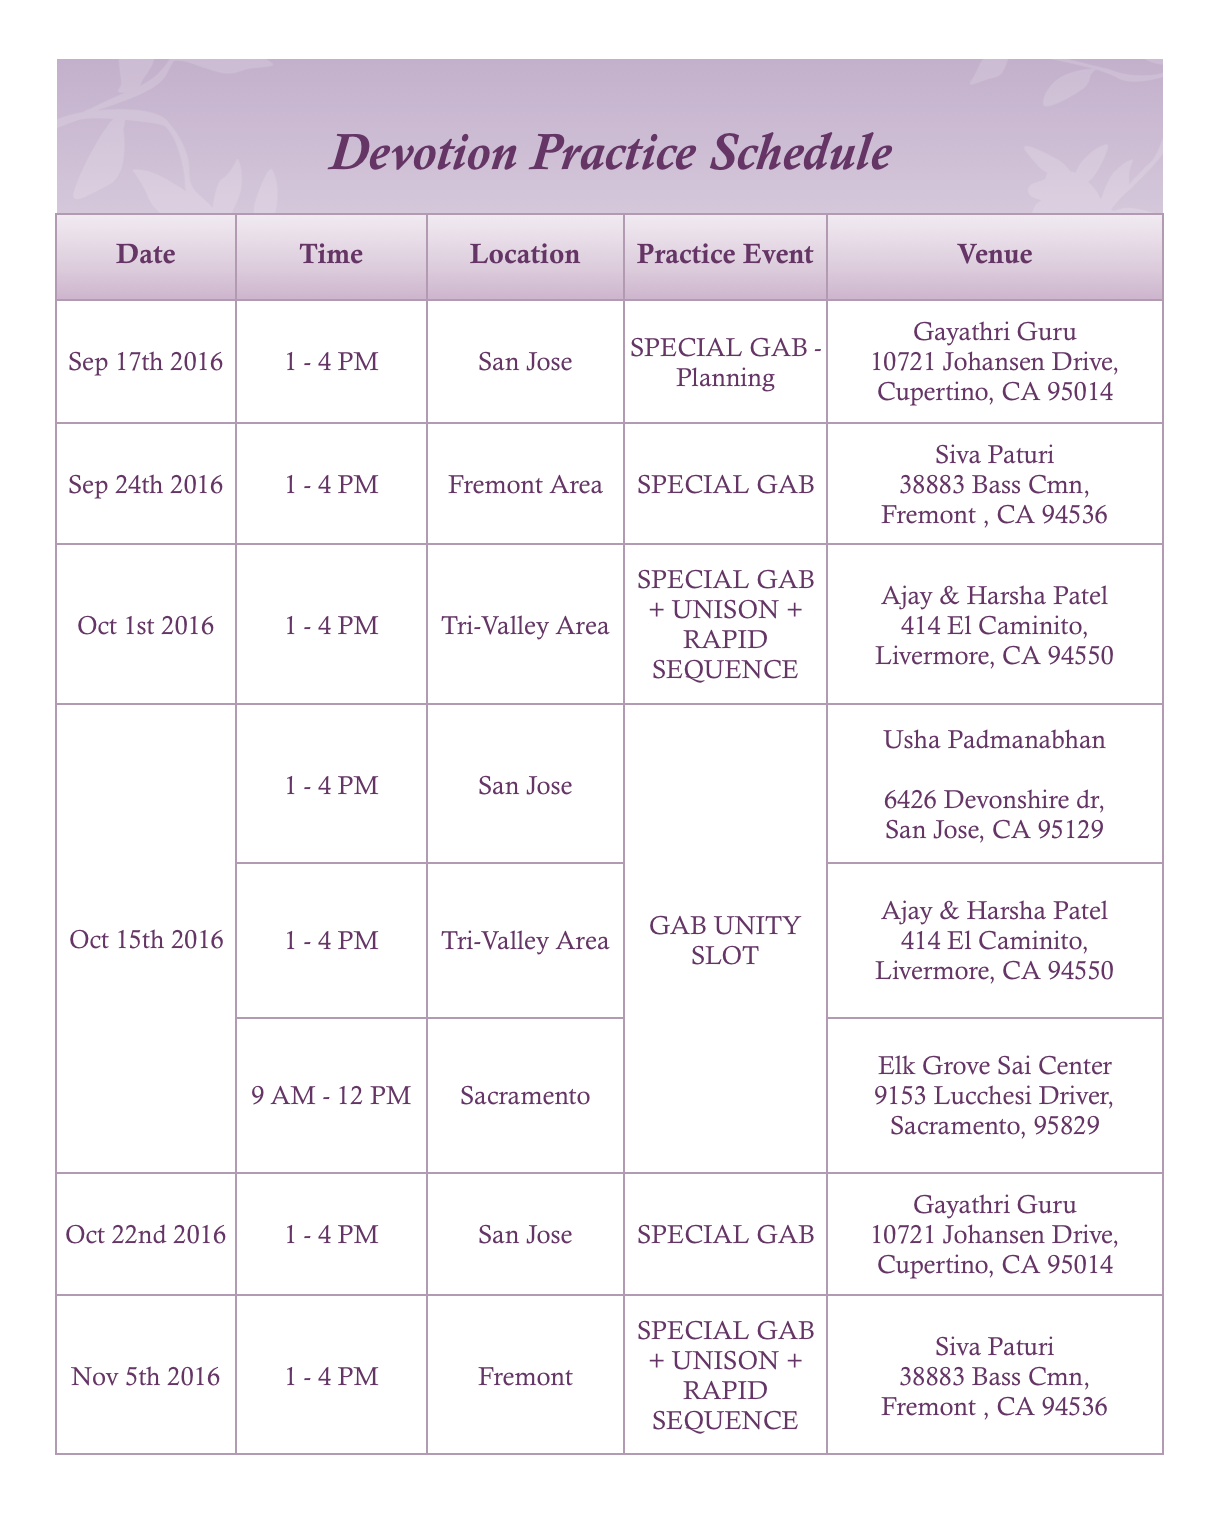 Devotion Practice Schedule
Date
Time
Location
Practice Event
Venue
Sep 17th 2016
1 - 4 PM
San Jose
SPECIAL GAB -
Planning
Gayathri Guru
10721 Johansen Drive,
Cupertino, CA 95014
Sep 24th 2016
1 - 4 PM
Fremont Area
SPECIAL GAB
Siva Paturi
38883 Bass Cmn,
Fremont , CA 94536
Oct 1st 2016
1 - 4 PM
Tri-Valley Area
SPECIAL GAB
+ UNISON +
RAPID
SEQUENCE
Ajay & Harsha Patel
414 El Caminito,
Livermore, CA 94550
Oct 15th 2016
1 - 4 PM
San Jose
GAB UNITY
SLOT
Usha Padmanabhan
6426 Devonshire dr,
San Jose, CA 95129
1 - 4 PM
Tri-Valley Area
Ajay & Harsha Patel
414 El Caminito,
Livermore, CA 94550
9 AM - 12 PM
Sacramento
Elk Grove Sai Center
9153 Lucchesi Driver,
Sacramento, 95829
Oct 22nd 2016
1 - 4 PM
San Jose
SPECIAL GAB
Gayathri Guru
10721 Johansen Drive,
Cupertino, CA 95014
Nov 5th 2016
1 - 4 PM
Fremont
SPECIAL GAB
+ UNISON +
RAPID
SEQUENCE
Siva Paturi
38883 Bass Cmn,
Fremont , CA 94536